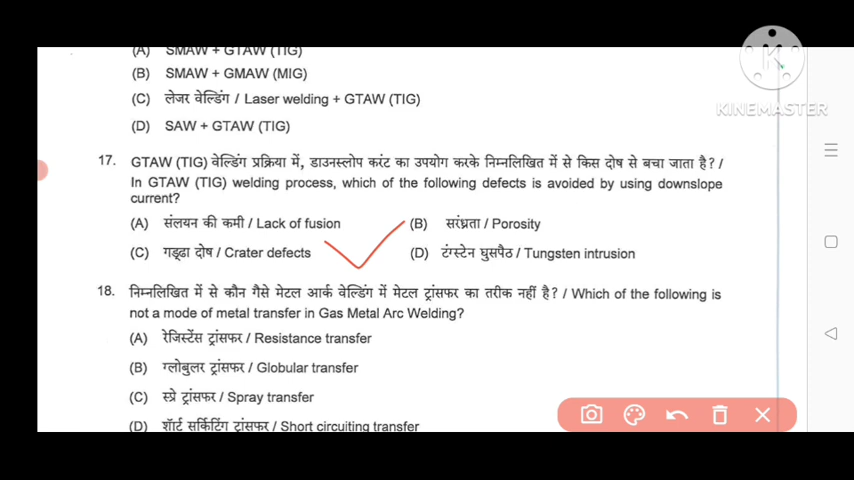 (A) SMAW + GTAW (TIG)
KINEMASTER
(B) SMAW + GMAW (MIG)
(C) लेजर वेल्डिंग / Laser welding + GTAW (TIG)
(D) SAW + GTAW (TIG)
17. GTAW (TIG) वेल्डिंग प्रक्रिया में, डाउनस्लोप करंट का उपयोग करके निम्नलिखित में से किस दोष से बचा जाता है? /
In GTAW (TIG) welding process, which of the following defects is avoided by using downslope
current?
(A) संलयन की कमी / Lack of fusion (B) सरंध्रता / Porosity
(C) गड्ढा दोष / Crater defects (D) टंग्स्टेन घुसपैठ / Tungsten intrusion
18. निम्नलिखित में से कौन गैसे मेटल आर्क वेल्डिंग में मेटल ट्रांसफर का तरीक नहीं है? / Which of the following is
not a mode of metal transfer in Gas Metal Arc Welding?
(A) रेजिस्टेंस ट्रांसफर / Resistance transfer
(B) ग्लोबुलर ट्रांसफर / Globular transfer
(C) स्प्रे ट्रांसफर / Spray transfer
(D) शॉर्ट सर्किटिंग ट्रांसफर / Short circuiting transfer